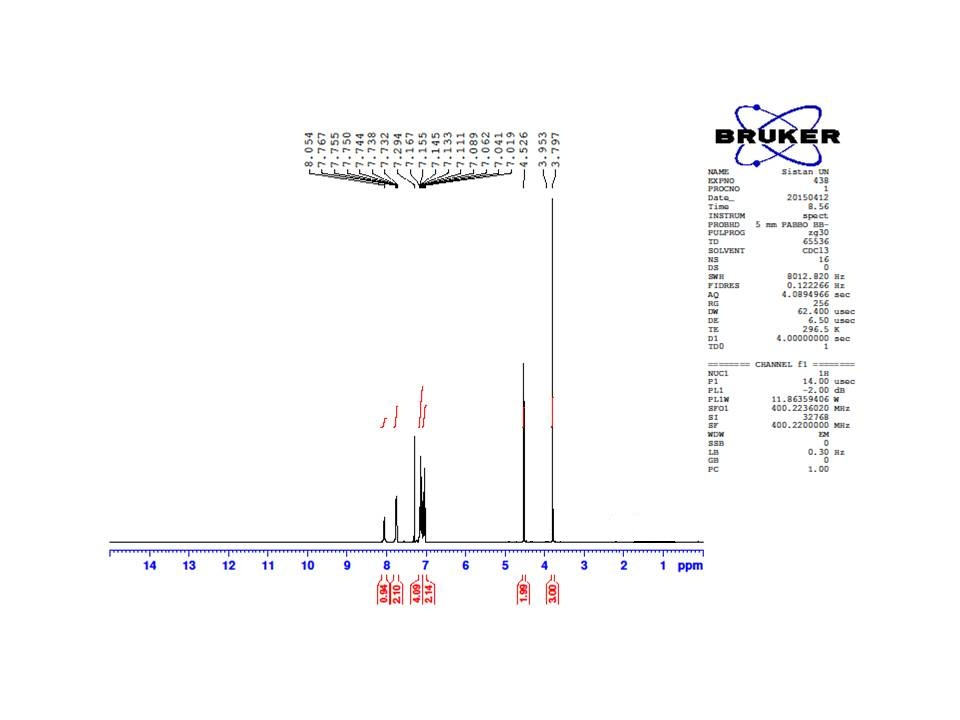 8.054
7.767
7.755
7.750
7.744
7.738
7.732
7.294
7.167
7.155
7.145
7.133
7.111
7.089
7.062
7.041
7.019
4.526
3.953
3.797
BRUKER
NAME Sistan UN
EXPNO 438
PROCNO 1
Date_ 20150412
Time 8.56
INSTRUM spect
PROBHD 5 mm PABBO BB-
PULPROG zg30
TD 65536
SOLVENT CDCl3
NS 16
DS 0
SWH 8012.820 Hz
FIDRES 0.122266 Hz
AQ 4.0894966 sec
RG 256
DW 62.400 usec
DE 6.50 usec
TE 296.5 K
D1 4.00000000 sec
TD0 1
======== CHANNEL f1 ========
NUC1 1H
P1 14.00 usec
PL1 -2.00 dB
PL1W 11.86359406 W
SFO1 400.2236020 MHz
SI 32768
SF 400.2200000 MHz
WDW EM
SSB 0
LB 0.30 Hz
GB 0
PC 1.00
14 13 12 11 10 9 8 7 6 5 4 3 2 1 ppm
0.94
2.10
4.09
2.14
1.99
3.00